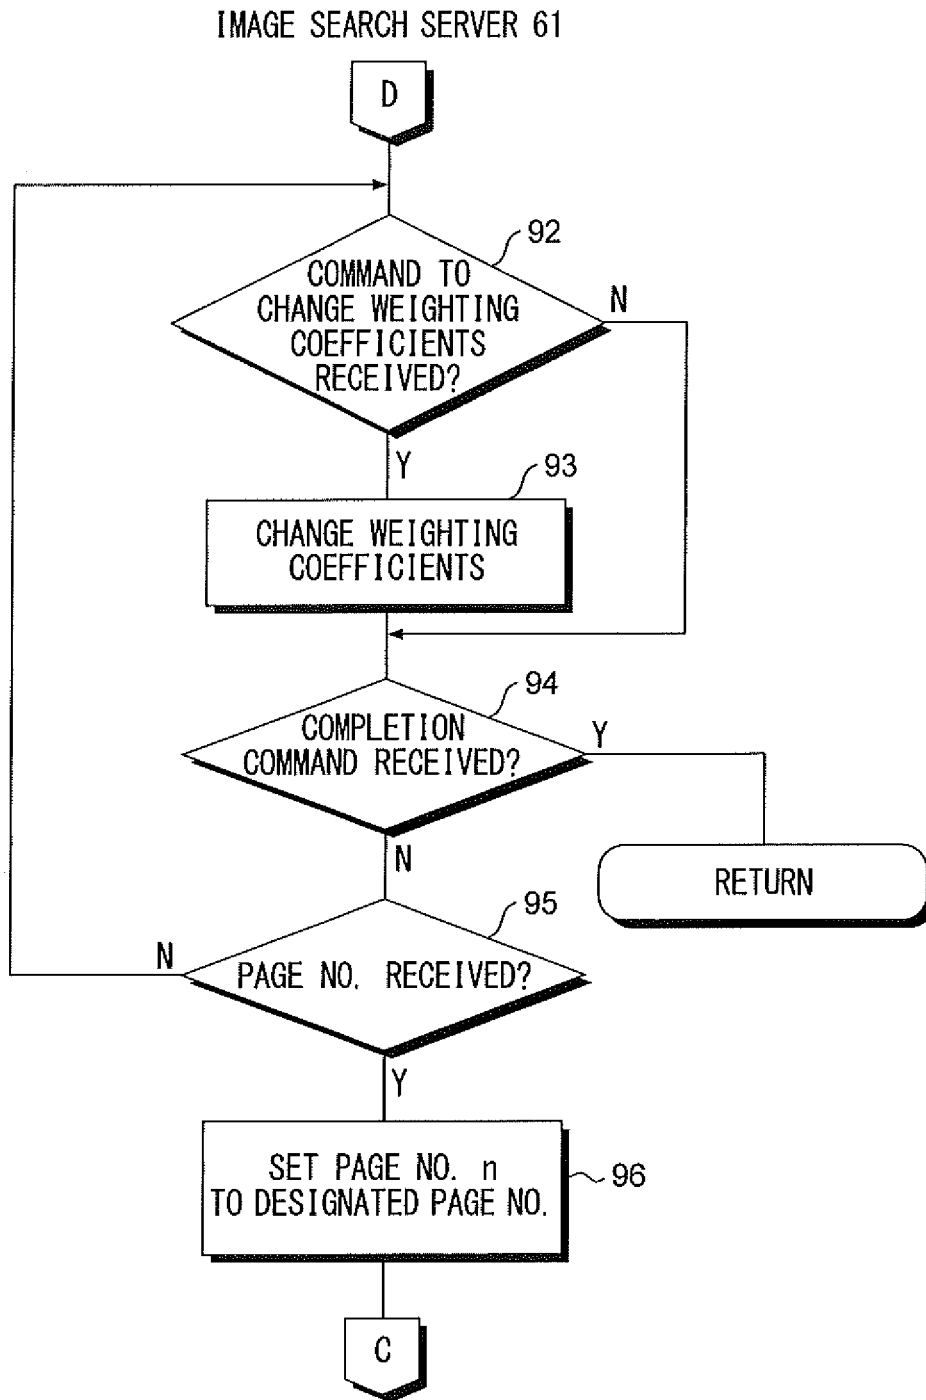 IMAGE SEARCH SERVER 61
D
92
COMMAND TO
CHANGE WEIGHTING
COEFFICIENTS
RECEIVED?
N
Y
93
CHANGE WEIGHTING
COEFFICIENTS
94
COMPLETION
COMMAND RECEIVED?
Y
N
RETURN
95
N
PAGE NO. RECEIVED?
Y
SET PAGE NO. n
TO DESIGNATED PAGE NO.
96
C